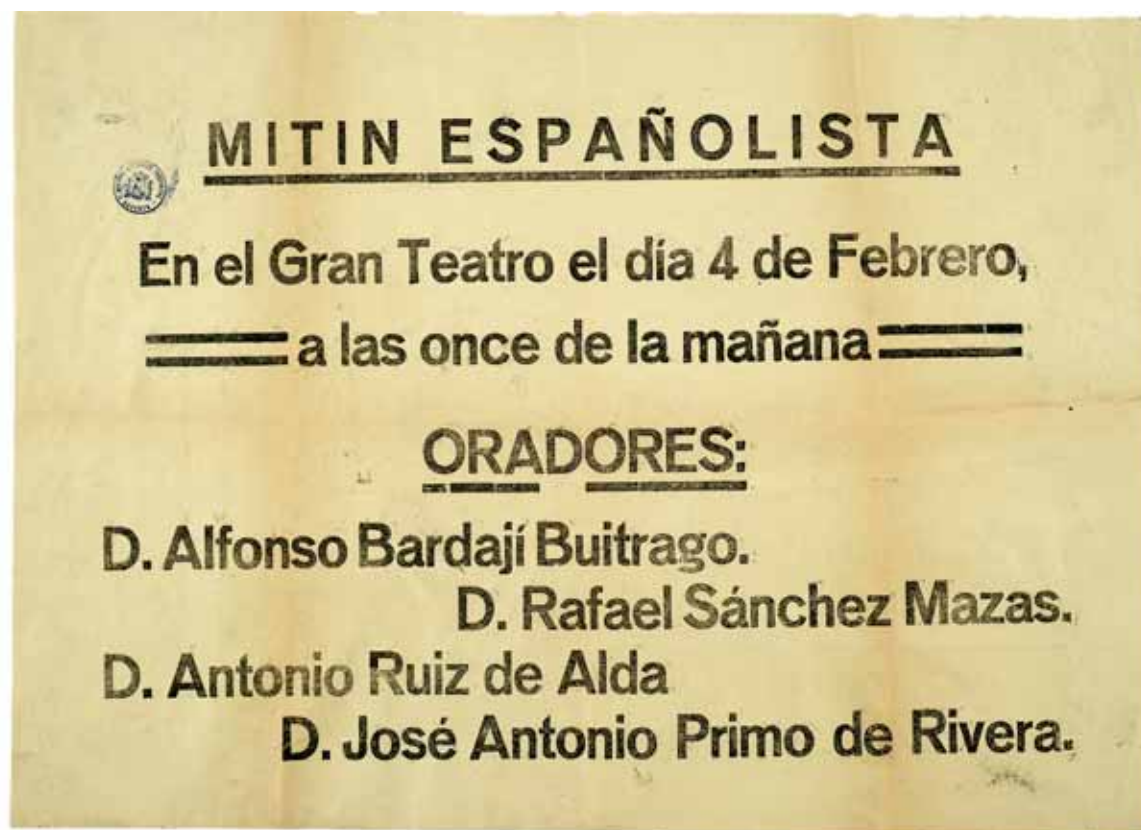 MITIN ESPAÑOLISTA
En el Gran Teatro el día 4 de Febrero,
a las once de la mañana
ORADORES:
D. Alfonso Bardají Buitrago.
D. Rafael Sánchez Mazas.
D. Antonio Ruiz de Alda
D. José Antonio Primo de Rivera.